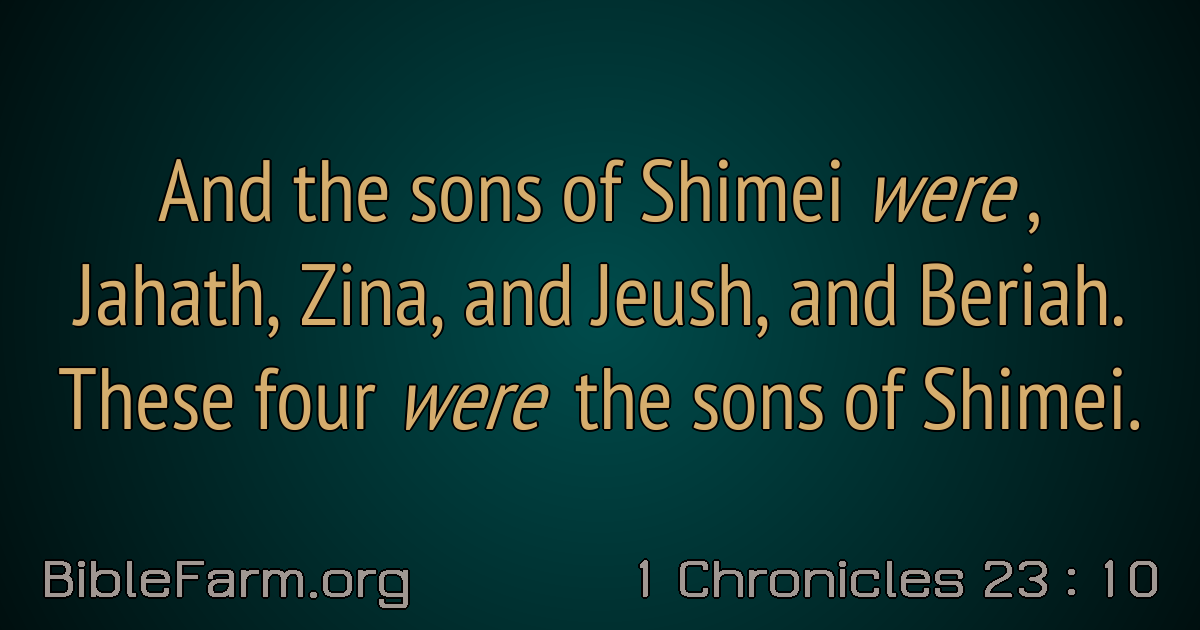 And the sons of Shimei were,
Jahath, Zina, and Jeush, and Beriah.
These four were the sons of Shimei.
BibleFarm.org
1 Chronicles 23 : 10